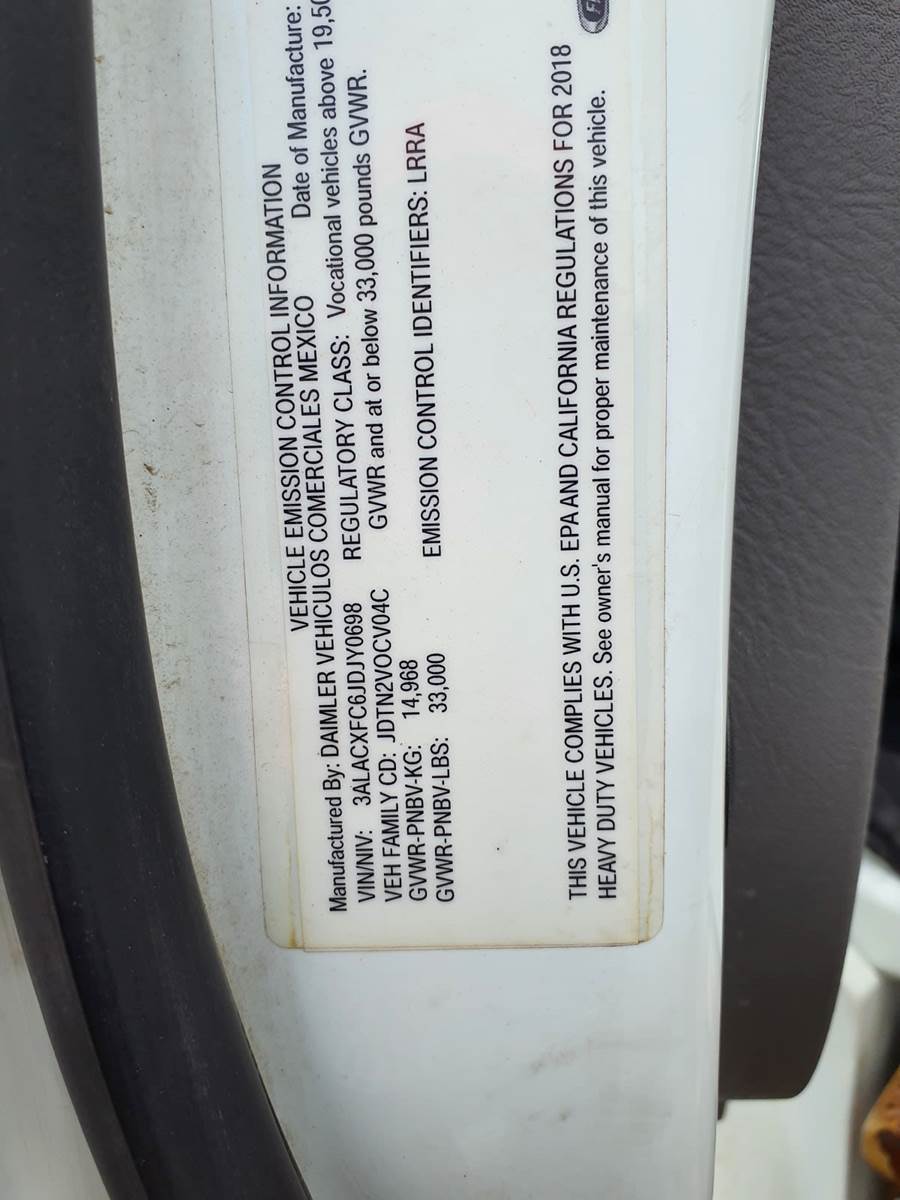 VEHICLE EMISSION CONTROL INFORMATION
Manufactured By: DAIMLER VEHICULOS COMERCIALES MEXICO Date of Manufacture:
VIN/NIV: 3ALACXFC6JDJY0698 REGULATORY CLASS: Vocational vehicles above 19,50
VEH FAMILY CD: JDTN2VOCV04C GVWR and at or below 33,000 pounds GVWR.
GVWR-PNBV-KG: 14,968
GVWR-PNBV-LBS: 33,000 EMISSION CONTROL IDENTIFIERS: LRRA
THIS VEHICLE COMPLIES WITH U.S. EPA AND CALIFORNIA REGULATIONS FOR 2018
HEAVY DUTY VEHICLES. See owner's manual for proper maintenance of this vehicle.